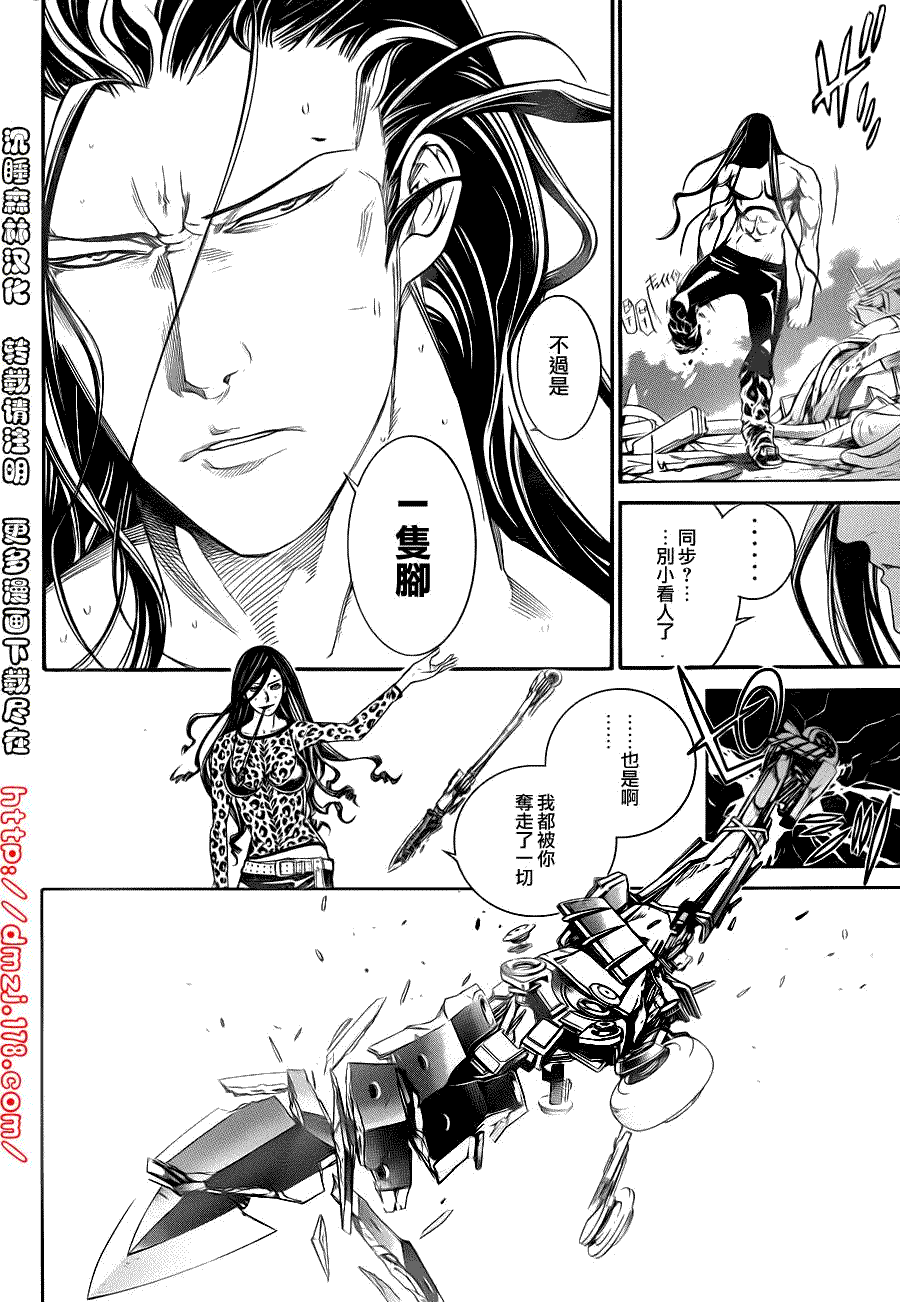 不過是
一隻腳
……
同步?……
別小看人了
……也是啊
……
我都被你
奪走了一切
沉睡森林汉化 转载请注明 更多漫画下载尽在 http://dmzj.178.com/